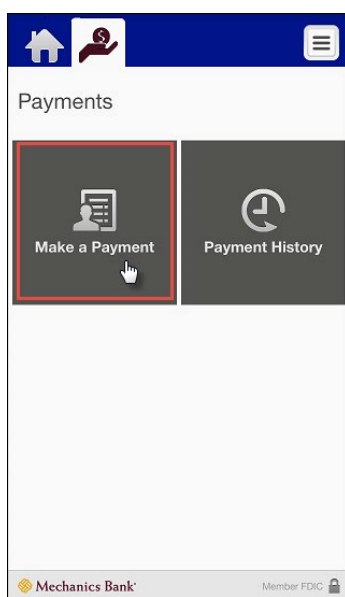 Payments
Make a Payment
Payment History
Mechanics Bank
Member FDIC